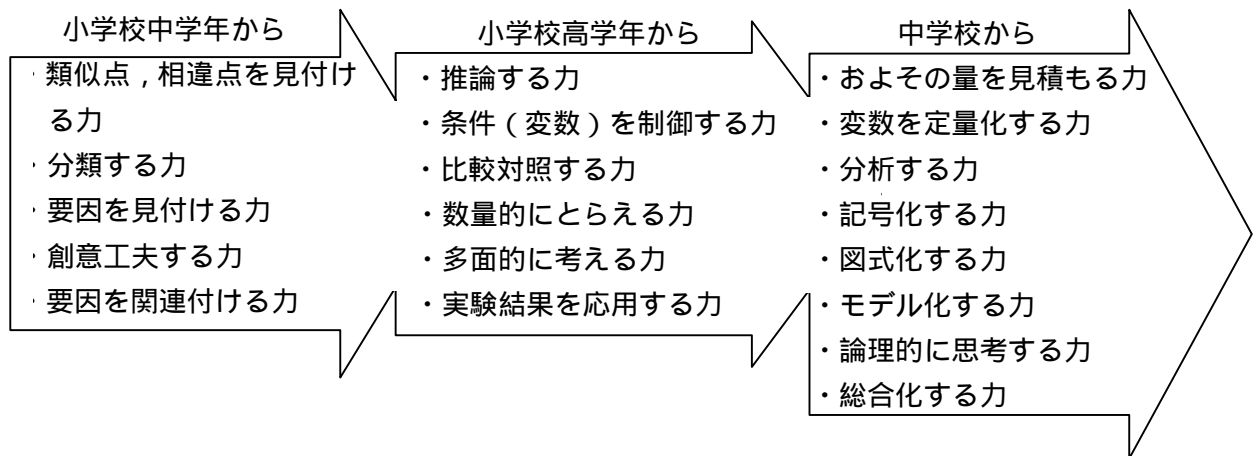 小学校中学年から
・類似点，相違点を見付け
る力
・分類する力
・要因を見付ける力
・創意工夫する力
・要因を関連付ける力
小学校高学年から
・推論する力
・条件（変数）を制御する力
・比較対照する力
・数量的にとらえる力
・多面的に考える力
・実験結果を応用する力
中学校から
・およその量を見積もる力
・変数を定量化する力
・分析する力
・記号化する力
・図式化する力
・モデル化する力
・論理的に思考する力
・総合化する力